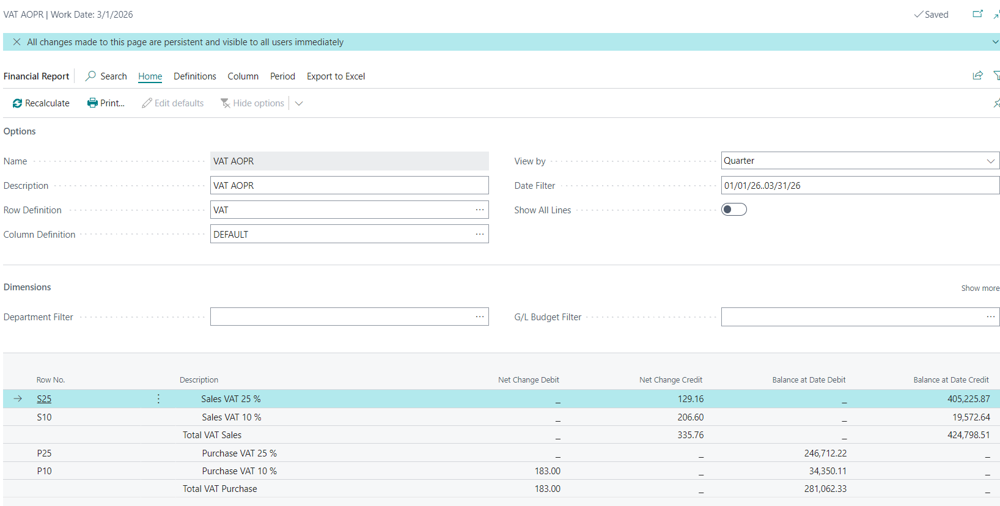 VAT AOPR | Work Date: 3/1/2026
Saved
All changes made to this page are persistent and visible to all users immediately
Financial Report Search Home Definitions Column Period Export to Excel
Recalculate Print... Edit defaults Hide options
Options
Name VAT AOPR View by Quarter
Description VAT AOPR Date Filter 01/01/26..03/31/26
Row Definition VAT ... Show All Lines
Column Definition DEFAULT ...
Dimensions Show more
Department Filter ... G/L Budget Filter ...
Row No. Description Net Change Debit Net Change Credit Balance at Date Debit Balance at Date Credit
S25 Sales VAT 25 % _ 129.16 _ 405,225.87
S10 Sales VAT 10 % _ 206.60 _ 19,572.64
Total VAT Sales _ 335.76 _ 424,798.51
P25 Purchase VAT 25 % _ _ 246,712.22 _
P10 Purchase VAT 10 % 183.00 _ 34,350.11 _
Total VAT Purchase 183.00 _ 281,062.33 _